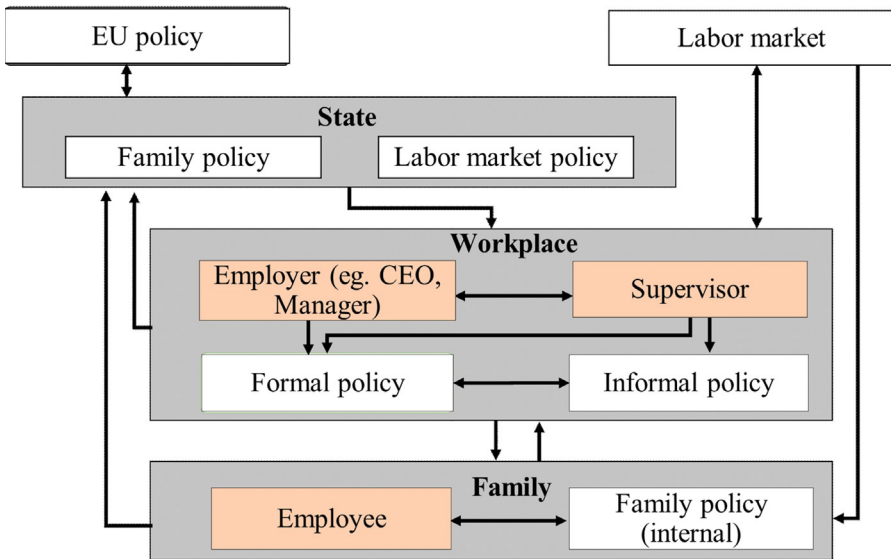 EU policy
Labor market
State
Family policy
Labor market policy
Workplace
Employer (eg. CEO,
Manager)
Supervisor
Formal policy
Informal policy
Family
Employee
Family policy
(internal)